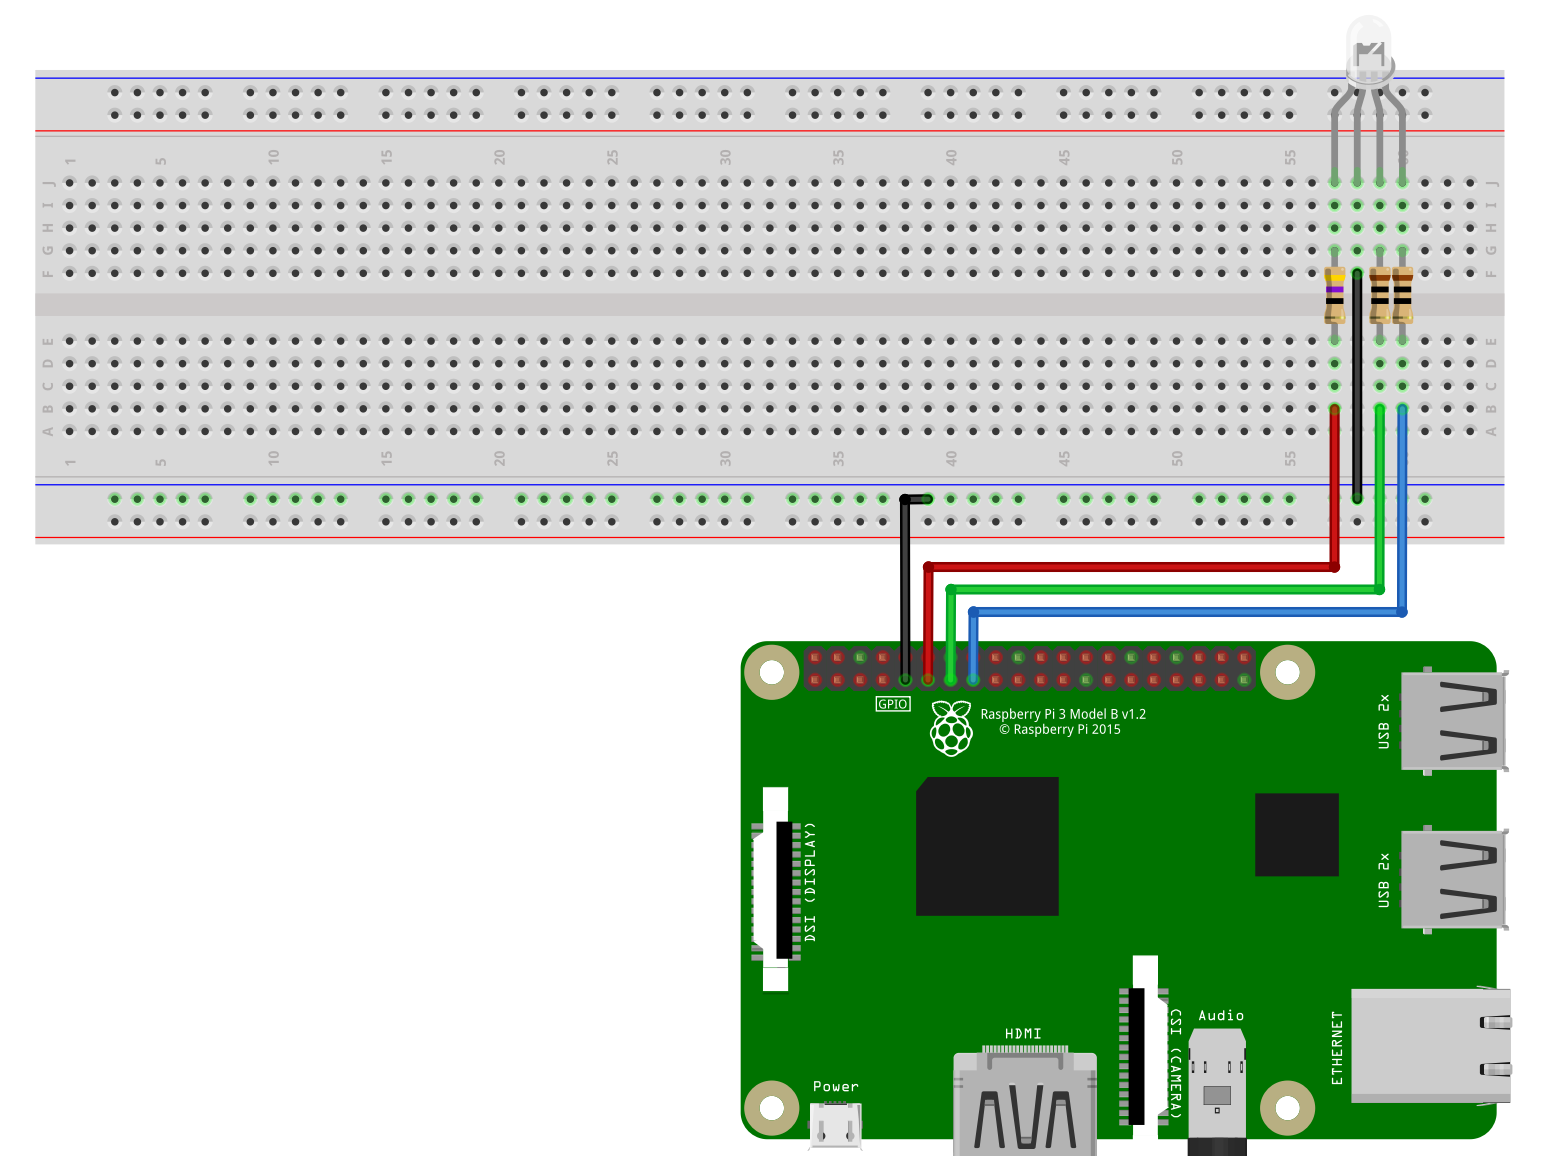 1 5 10 15 20 25 30 35 40 45 50 55
J J
I I
H H
G G
F F
E E
D D
C C
B B
A A
1 5 10 15 20 25 30 35 40 45 50 55
GPIO
Raspberry Pi 3 Model B v1.2
© Raspberry Pi 2015
USB 2x
DSI (DISPLAY)
USB 2x
CSI (CAMERA)
Audio
ETHERNET
HDMI
Power